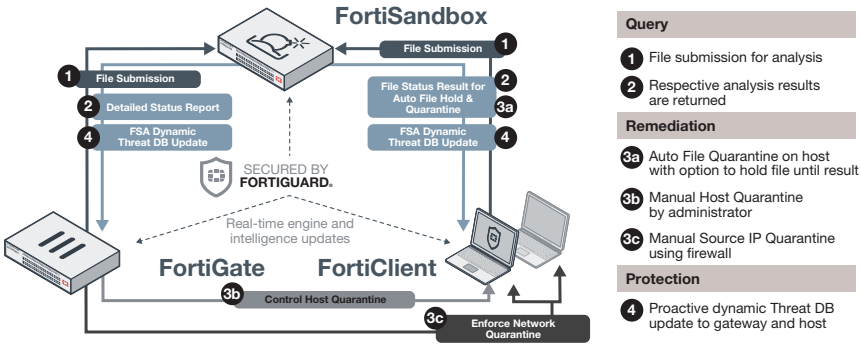 FortiSandbox
1 File Submission
File Submission 1
2 Detailed Status Report
4 FSA Dynamic
Threat DB Update
File Status Result for
Auto File Hold &
Quarantine
2
3a
FSA Dynamic
Threat DB Update
4
SECURED BY
FORTIGUARD®
Real-time engine and
intelligence updates
FortiGate
FortiClient
3b Control Host Quarantine
3c Enforce Network
Quarantine
Query
1 File submission for analysis
2 Respective analysis results
are returned
Remediation
3a Auto File Quarantine on host
with option to hold file until result
3b Manual Host Quarantine
by administrator
3c Manual Source IP Quarantine
using firewall
Protection
4 Proactive dynamic Threat DB
update to gateway and host